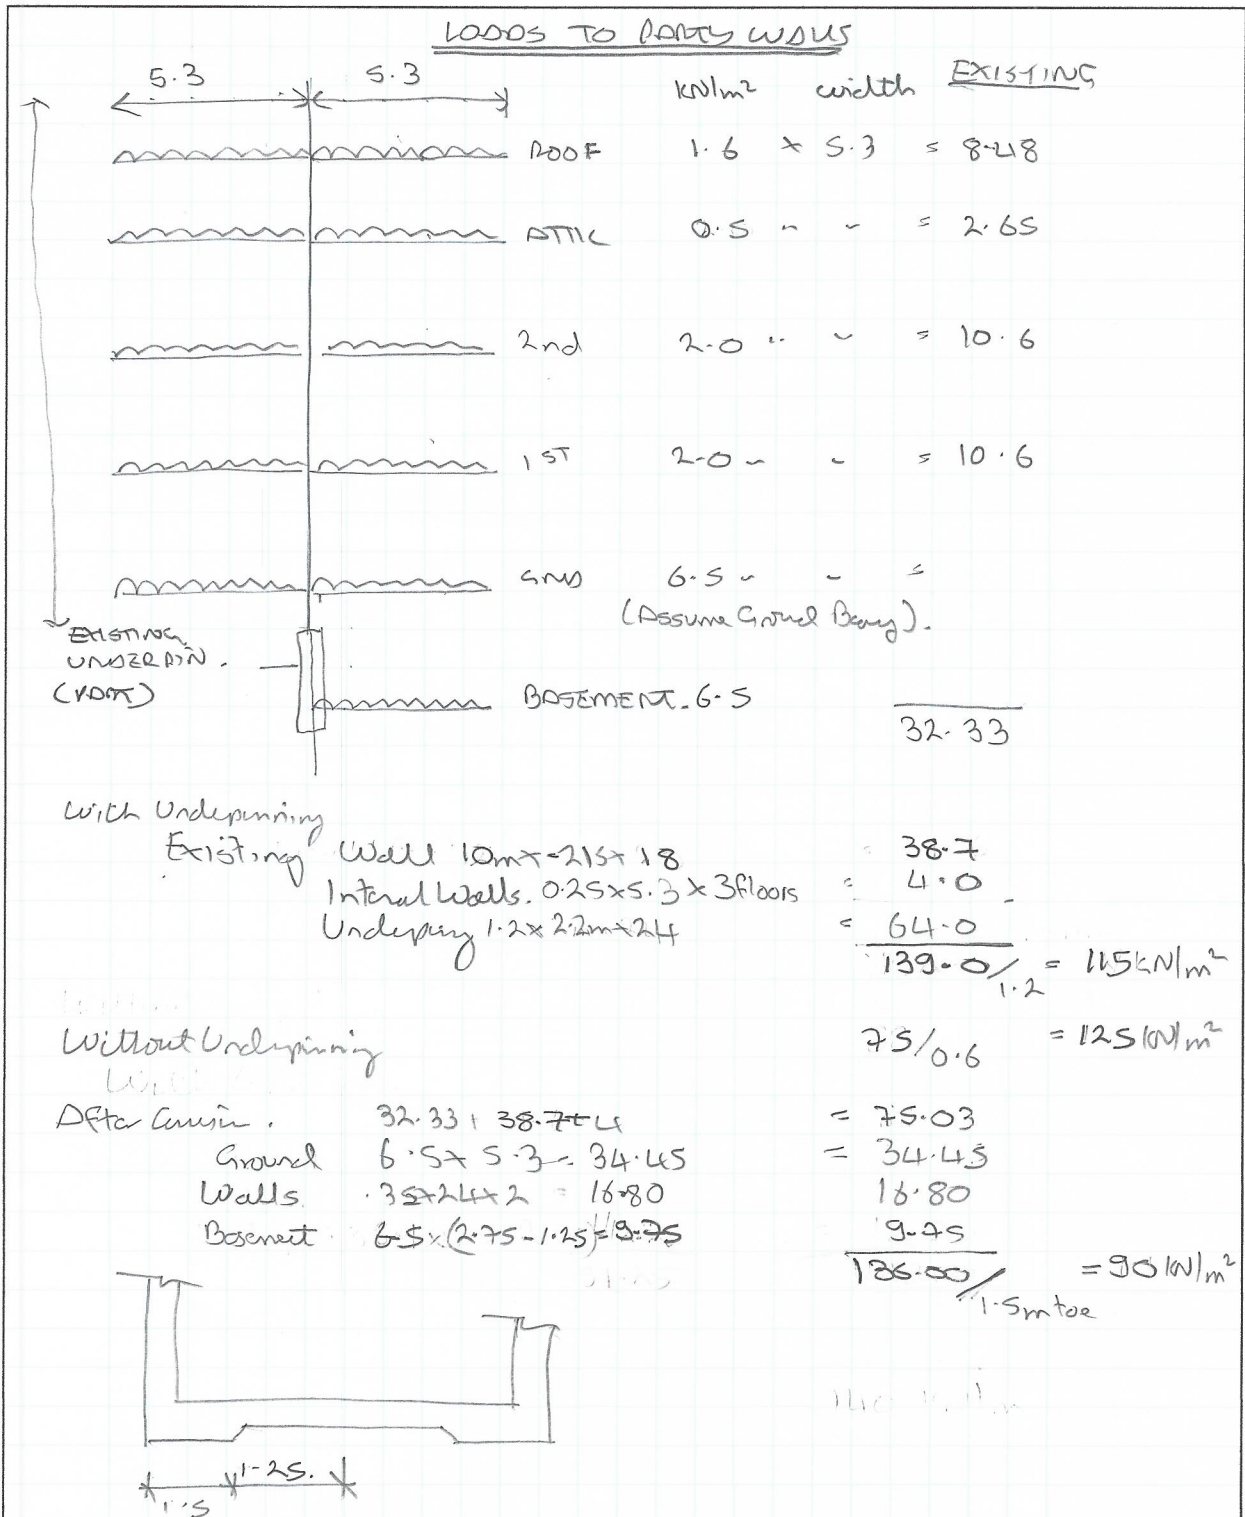 LOADS TO PARTY WALLS
5.3 5.3 kN/m² width EXISTING
ROOF 1.6 x 5.3 = 8.48
ATTIC 0.5 " " = 2.65
2nd 2.0 " " = 10.6
1ST 2.0 " " = 10.6
GND 6.5 " " =
(Assume Ground Bearing).
EXISTING
UNDERPIN.
(PART)
BASEMENT. 6.5
32.33
With Underpinning
Existing Wall 10m x .215 x 18 = 38.7
Internal Walls. 0.25 x 5.3 x 3 floors = 4.0
Underpinning 1.2 x 2.2m x 24 = 64.0
139.0/1.2 = 115 kN/m²
Without Underpinning 75/0.6 = 125 kN/m²
After 32.33 + 38.7 + 4 = 75.03
Ground 6.5 x 5.3 = 34.45 = 34.45
Walls .35 x 24 x 2 = 16.80 16.80
Basement 6.5 x (2.75 - 1.25) = 9.75 9.75
136.00/1.5m toe = 90 kN/m²
1.25.
1.5